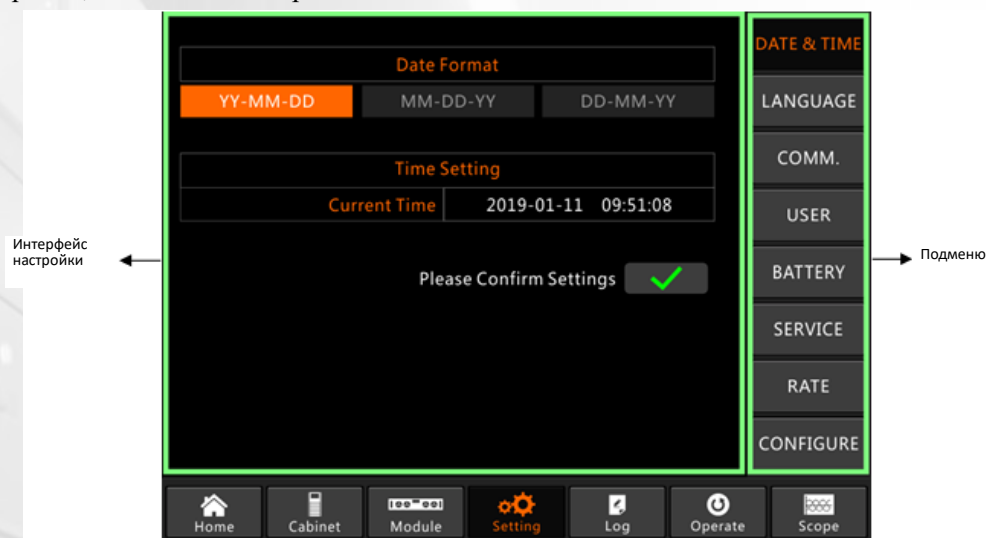 Date Format
YY-MM-DD MM-DD-YY DD-MM-YY
Time Setting
Current Time 2019-01-11 09:51:08
Please Confirm Settings
Интерфейс
настройки
DATE & TIME
LANGUAGE
COMM.
USER
BATTERY
SERVICE
RATE
CONFIGURE
Подменю
Home Cabinet Module Setting Log Operate Scope